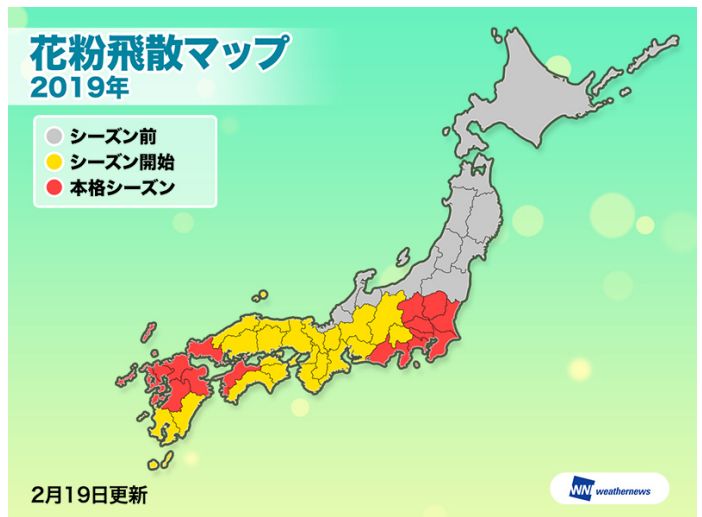 花粉飛散マップ
2019年
シーズン前
シーズン開始
本格シーズン
2月19日更新
WNI weathernews